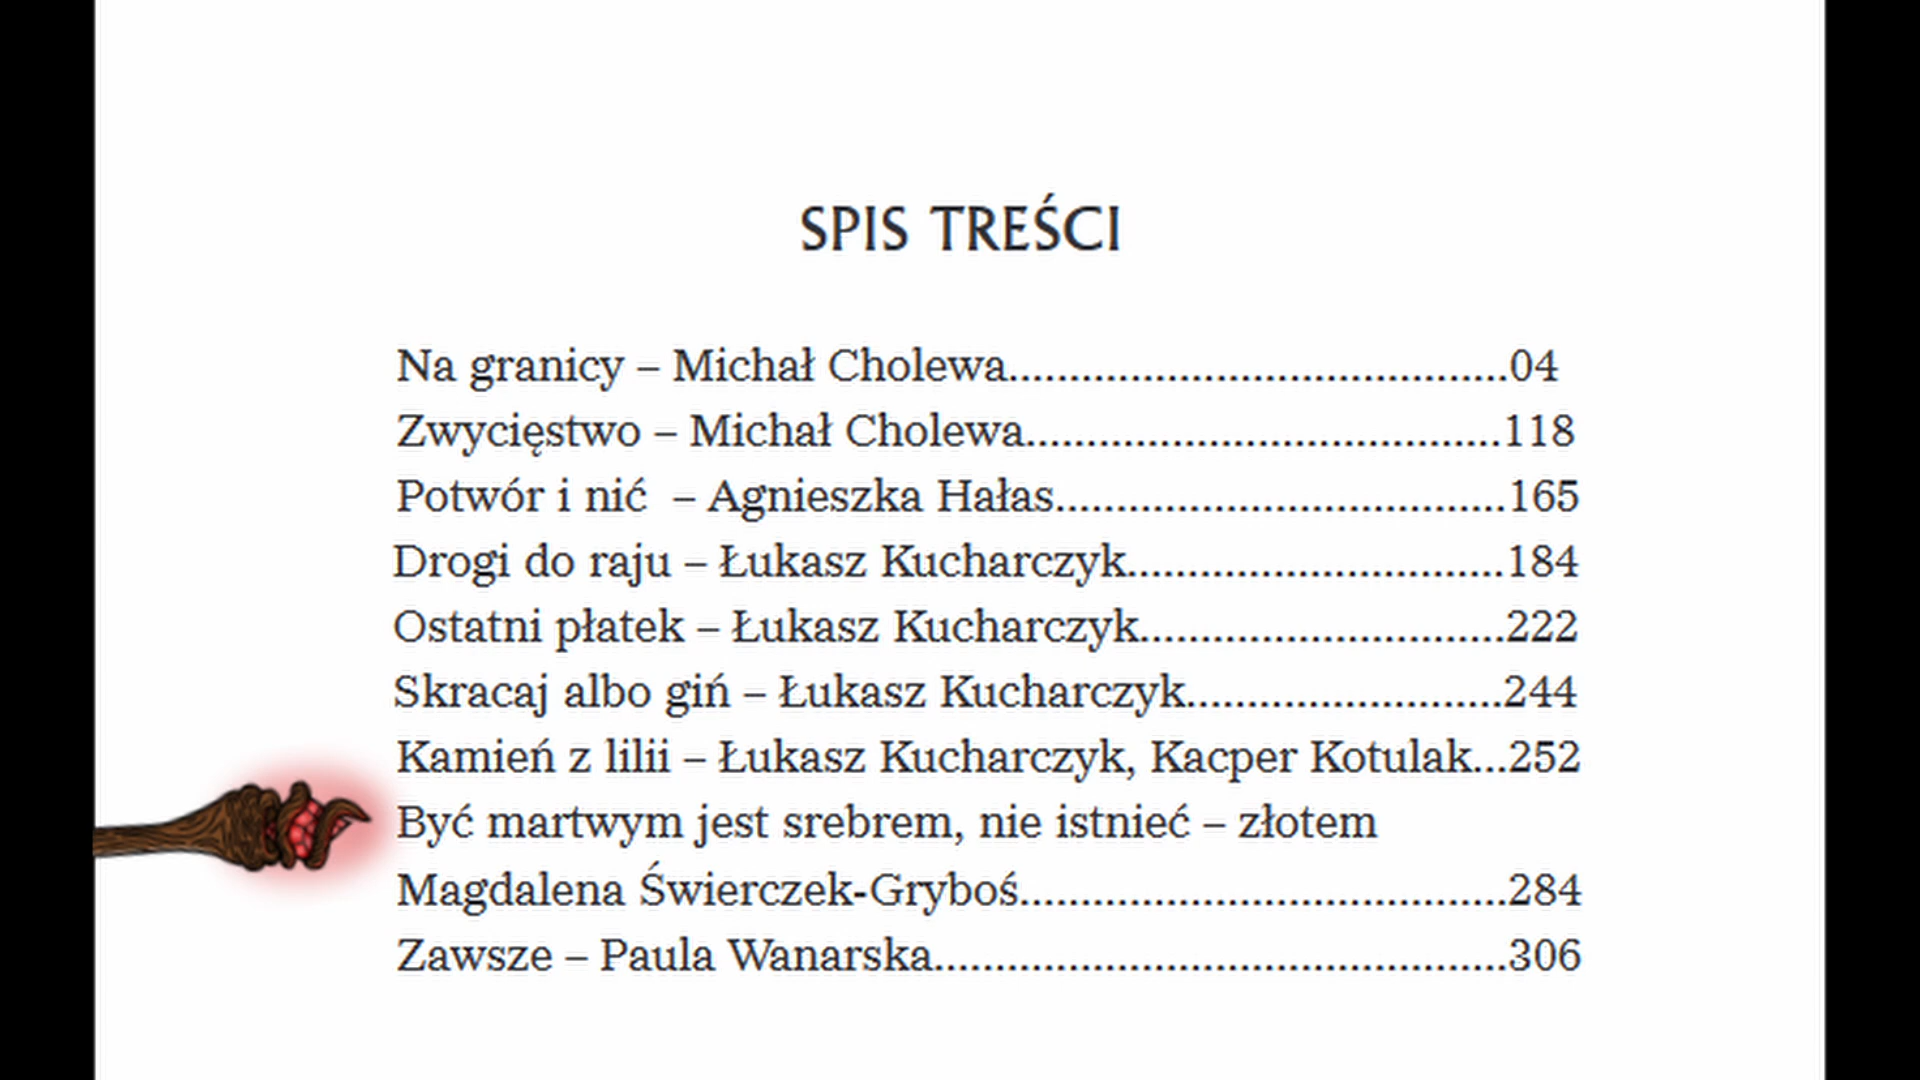 SPIS TREŚCI
Na granicy – Michał Cholewa.........................................04
Zwycięstwo – Michał Cholewa.......................................118
Potwór i nić – Agnieszka Hałas.....................................165
Drogi do raju – Łukasz Kucharczyk...............................184
Ostatni płatek – Łukasz Kucharczyk..............................222
Skracaj albo giń – Łukasz Kucharczyk..........................244
Kamień z lilii – Łukasz Kucharczyk, Kacper Kotulak...252
Być martwym jest srebrem, nie istnieć – złotem
Magdalena Świerczek-Gryboś........................................284
Zawsze – Paula Wanarska...............................................306